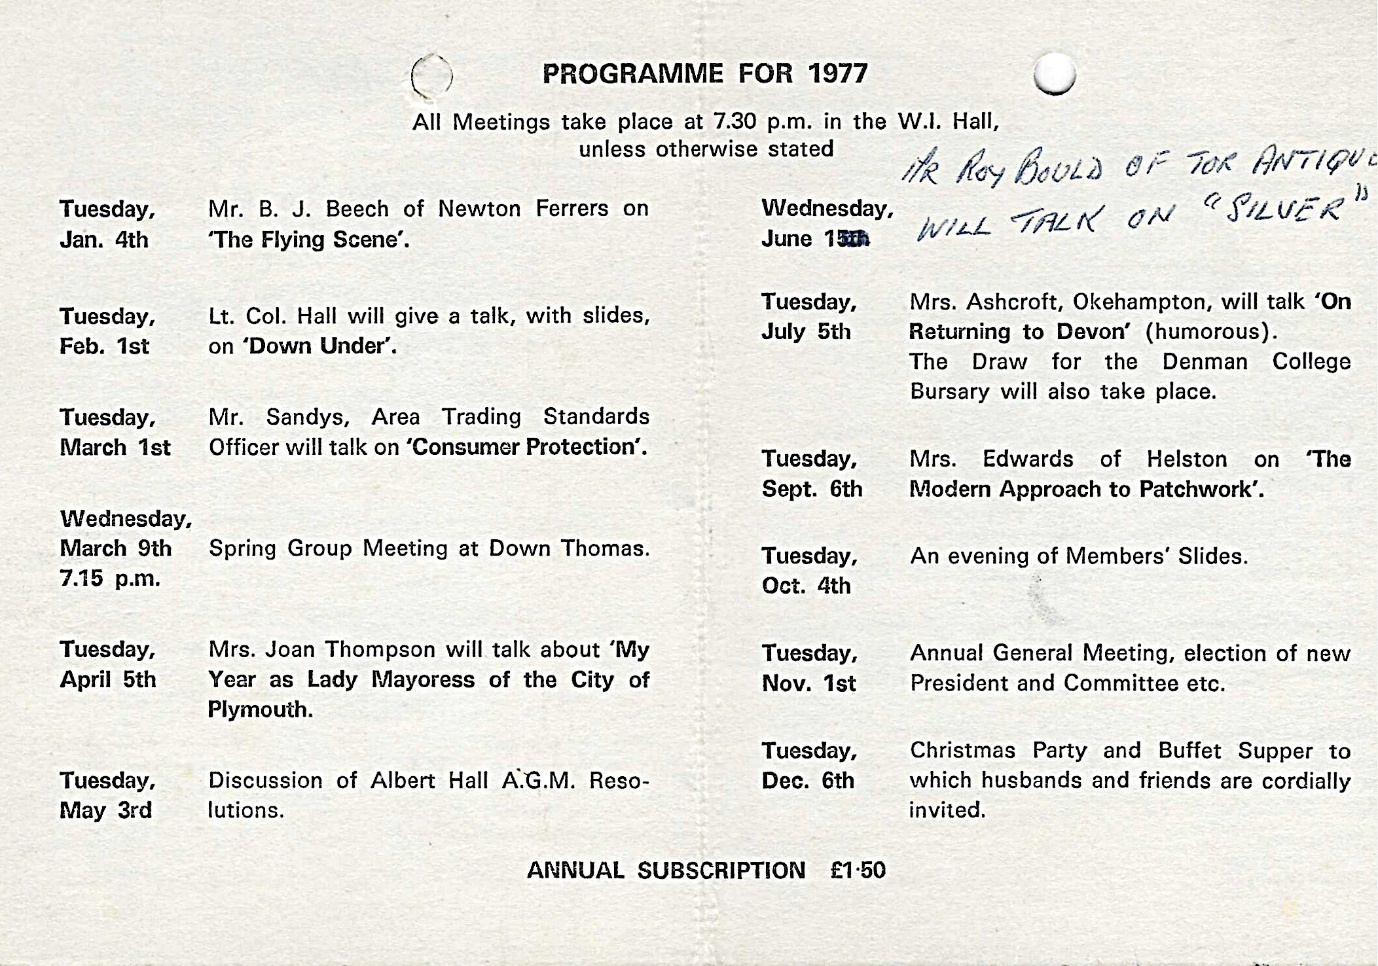 PROGRAMME FOR 1977
All Meetings take place at 7.30 p.m. in the W.I. Hall,
unless otherwise stated
Tuesday,
Jan. 4th
Mr. B. J. Beech of Newton Ferrers on
'The Flying Scene'.
Tuesday,
Feb. 1st
Lt. Col. Hall will give a talk, with slides,
on 'Down Under'.
Tuesday,
March 1st
Mr. Sandys, Area Trading Standards
Officer will talk on 'Consumer Protection'.
Wednesday,
March 9th
7.15 p.m.
Spring Group Meeting at Down Thomas.
Tuesday,
April 5th
Mrs. Joan Thompson will talk about 'My
Year as Lady Mayoress of the City of
Plymouth.
Tuesday,
May 3rd
Discussion of Albert Hall A.G.M. Reso-
lutions.
Wednesday,
June
MR ROY BOULD OF TOR ANTIQUE
WILL TALK ON "SILVER"
Tuesday,
July 5th
Mrs. Ashcroft, Okehampton, will talk 'On
Returning to Devon' (humorous).
The Draw for the Denman College
Bursary will also take place.
Tuesday,
Sept. 6th
Mrs. Edwards of Helston on 'The
Modern Approach to Patchwork'.
Tuesday,
Oct. 4th
An evening of Members' Slides.
Tuesday,
Nov. 1st
Annual General Meeting, election of new
President and Committee etc.
Tuesday,
Dec. 6th
Christmas Party and Buffet Supper to
which husbands and friends are cordially
invited.
ANNUAL SUBSCRIPTION £1·50